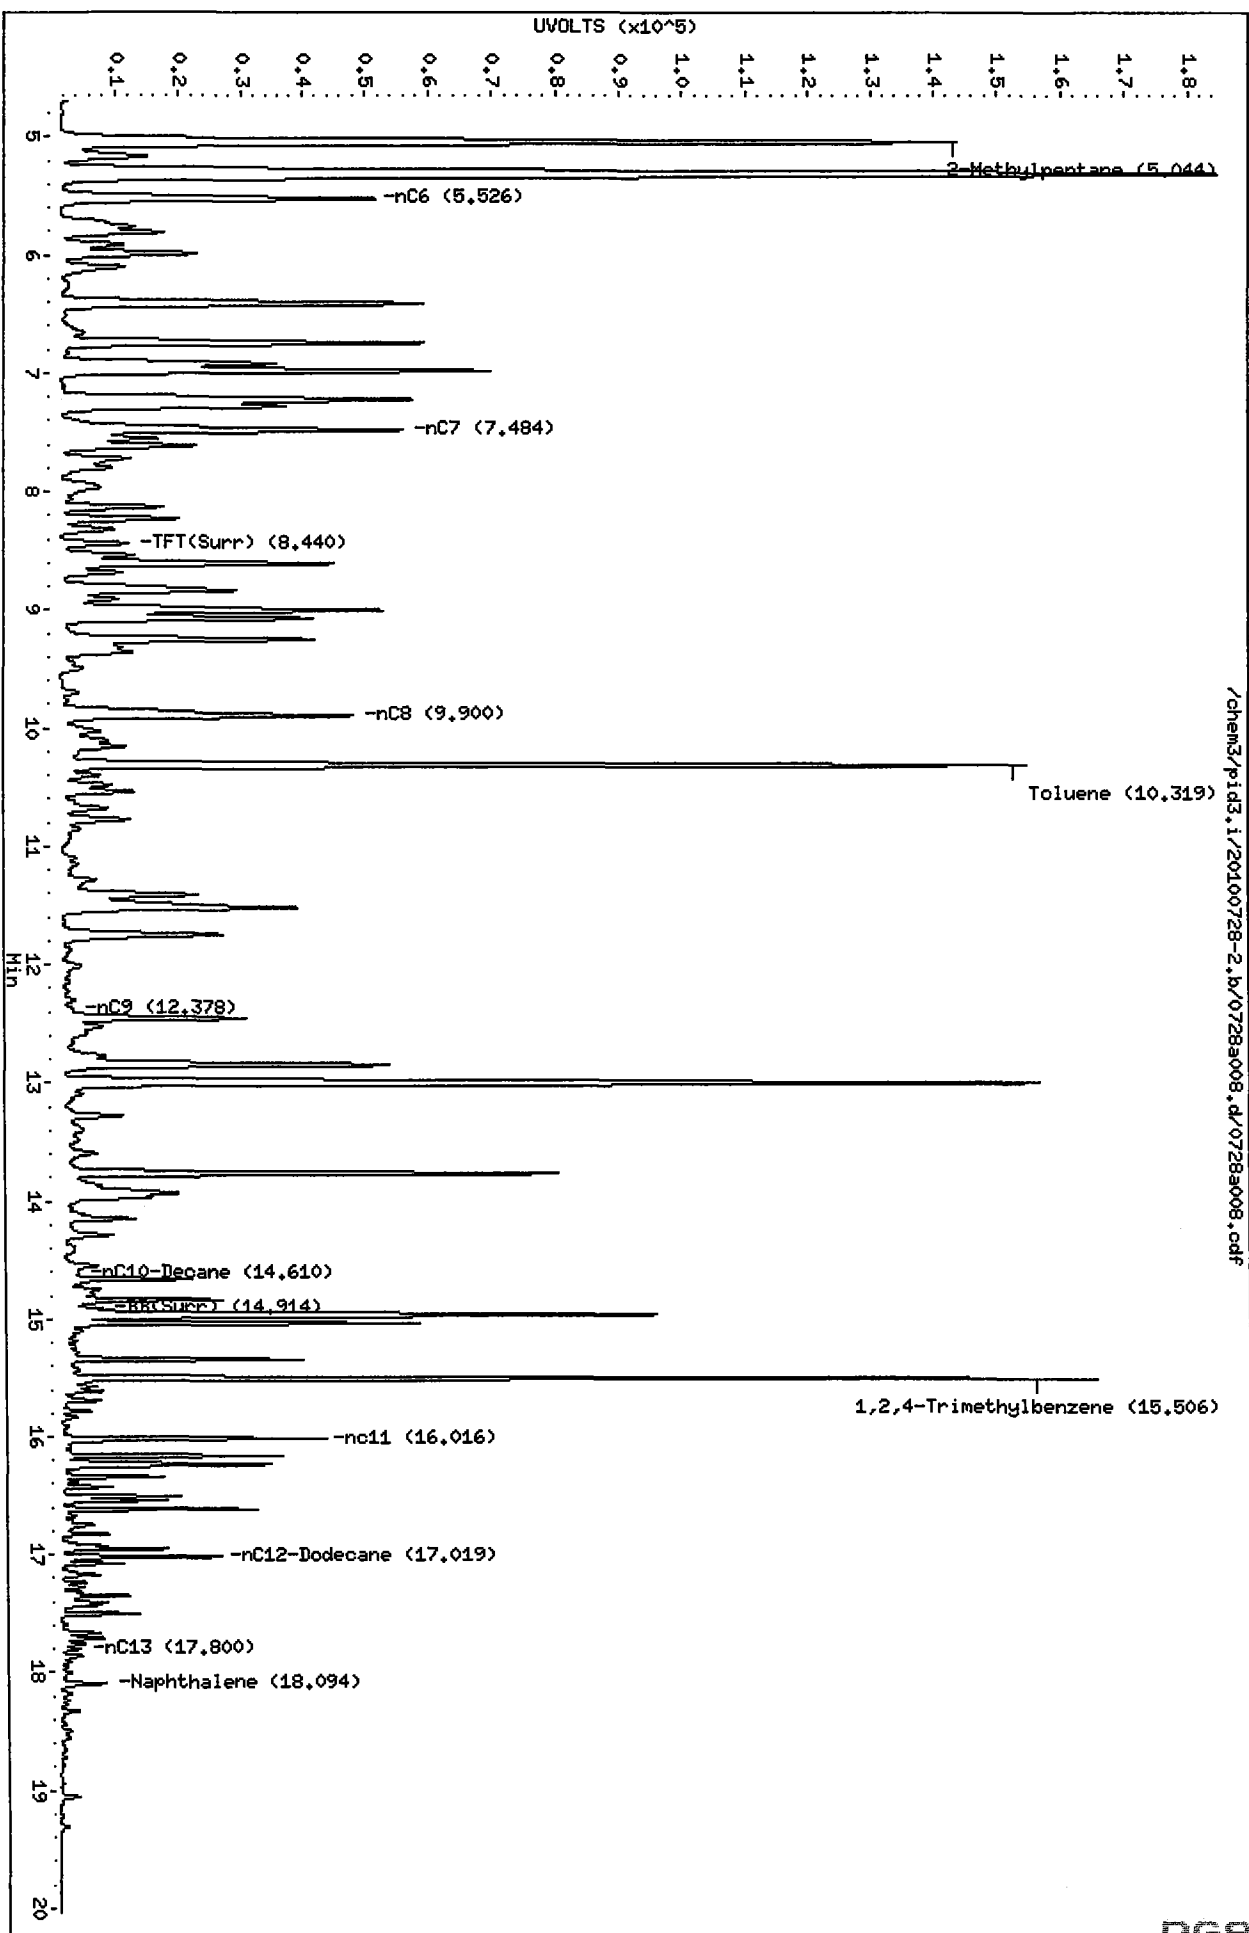 /chem3/pid3.i/20100728-2.b/0728a008.d/0728a008.cdf
UVOLTS (x10^5)
0.1
0.2
0.3
0.4
0.5
0.6
0.7
0.8
0.9
1.0
1.1
1.2
1.3
1.4
1.5
1.6
1.7
1.8
2-Methylpentane (5.044)
-nC6 (5.526)
-nC7 (7.484)
-TFT(Surr) (8.440)
-nC8 (9.900)
Toluene (10.319)
-nC9 (12.378)
-nC10-Decane (14.610)
-BB(Surr) (14.914)
1,2,4-Trimethylbenzene (15.506)
-nc11 (16.016)
-nC12-Dodecane (17.019)
-nC13 (17.800)
-Naphthalene (18.094)
5
6
7
8
9
10
11
12
13
14
15
16
17
18
19
20
Min